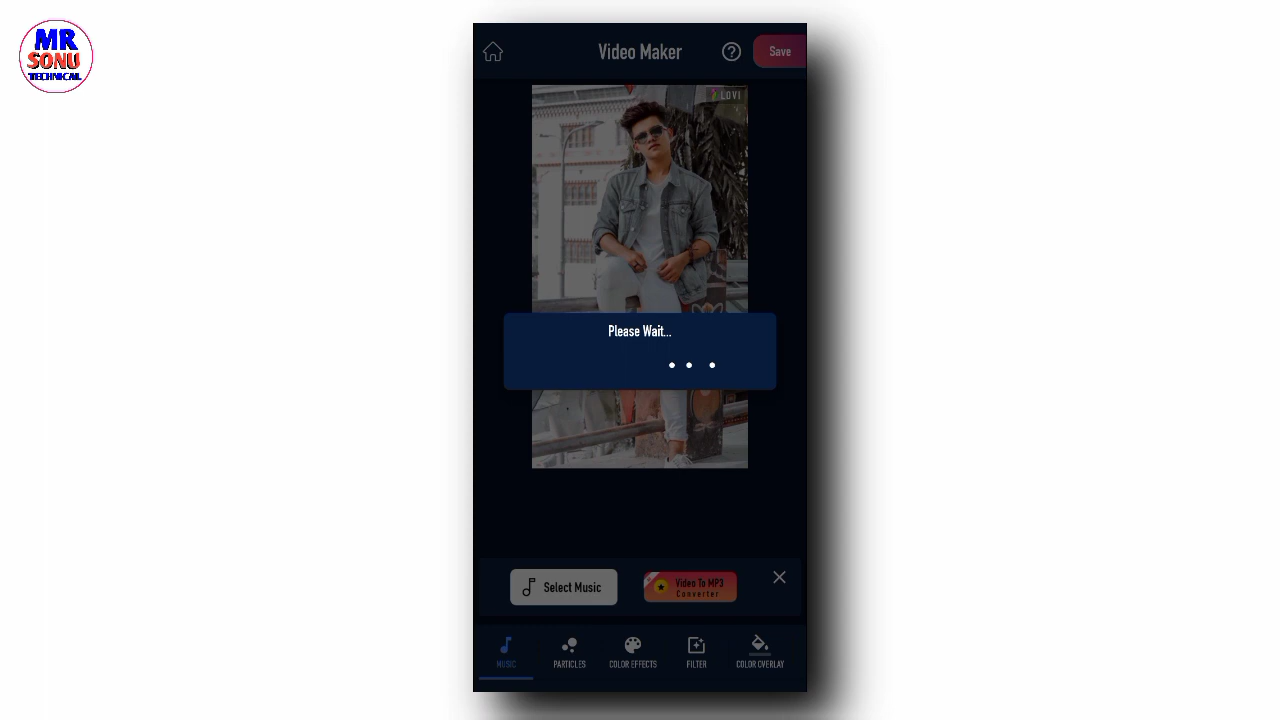 MR
SONU
TECHNICAL
Video Maker
Save
LOVI
Please Wait...
Select Music
Video To MP3
Converter
MUSIC
PARTICLES
COLOR EFFECTS
FILTER
COLOR OVERLAY